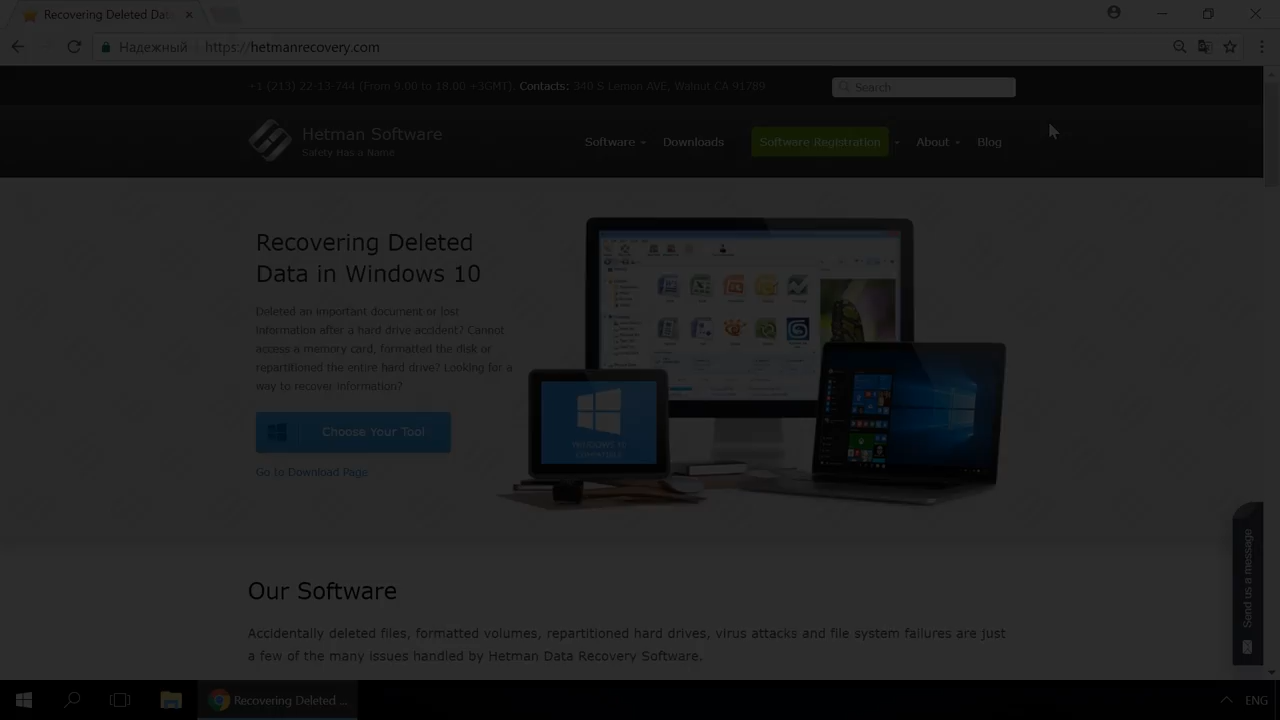 Recovering Deleted Dat
Надежный
https://hetmanrecovery.com
+1 (213) 22-13-744 (From 9.00 to 18.00 +3GMT), Contacts: 340 S Lemon AVE, Walnut CA 91789
Search
Hetman Software
Safety Has a Name
Software
Downloads
Software Registration
About
Blog
Recovering Deleted
Data in Windows 10
Deleted an important document or lost
information after a hard drive accident? Cannot
access a memory card, formatted the disk or
repartitioned the entire hard drive? Looking for a
way to recover information?
Choose Your Tool
Go to Download Page
WINDOWS 10
Send us a message
Our Software
Accidentally deleted files, formatted volumes, repartitioned hard drives, virus attacks and file system failures are just
a few of the many issues handled by Hetman Data Recovery Software.
Recovering Deleted ...
ENG